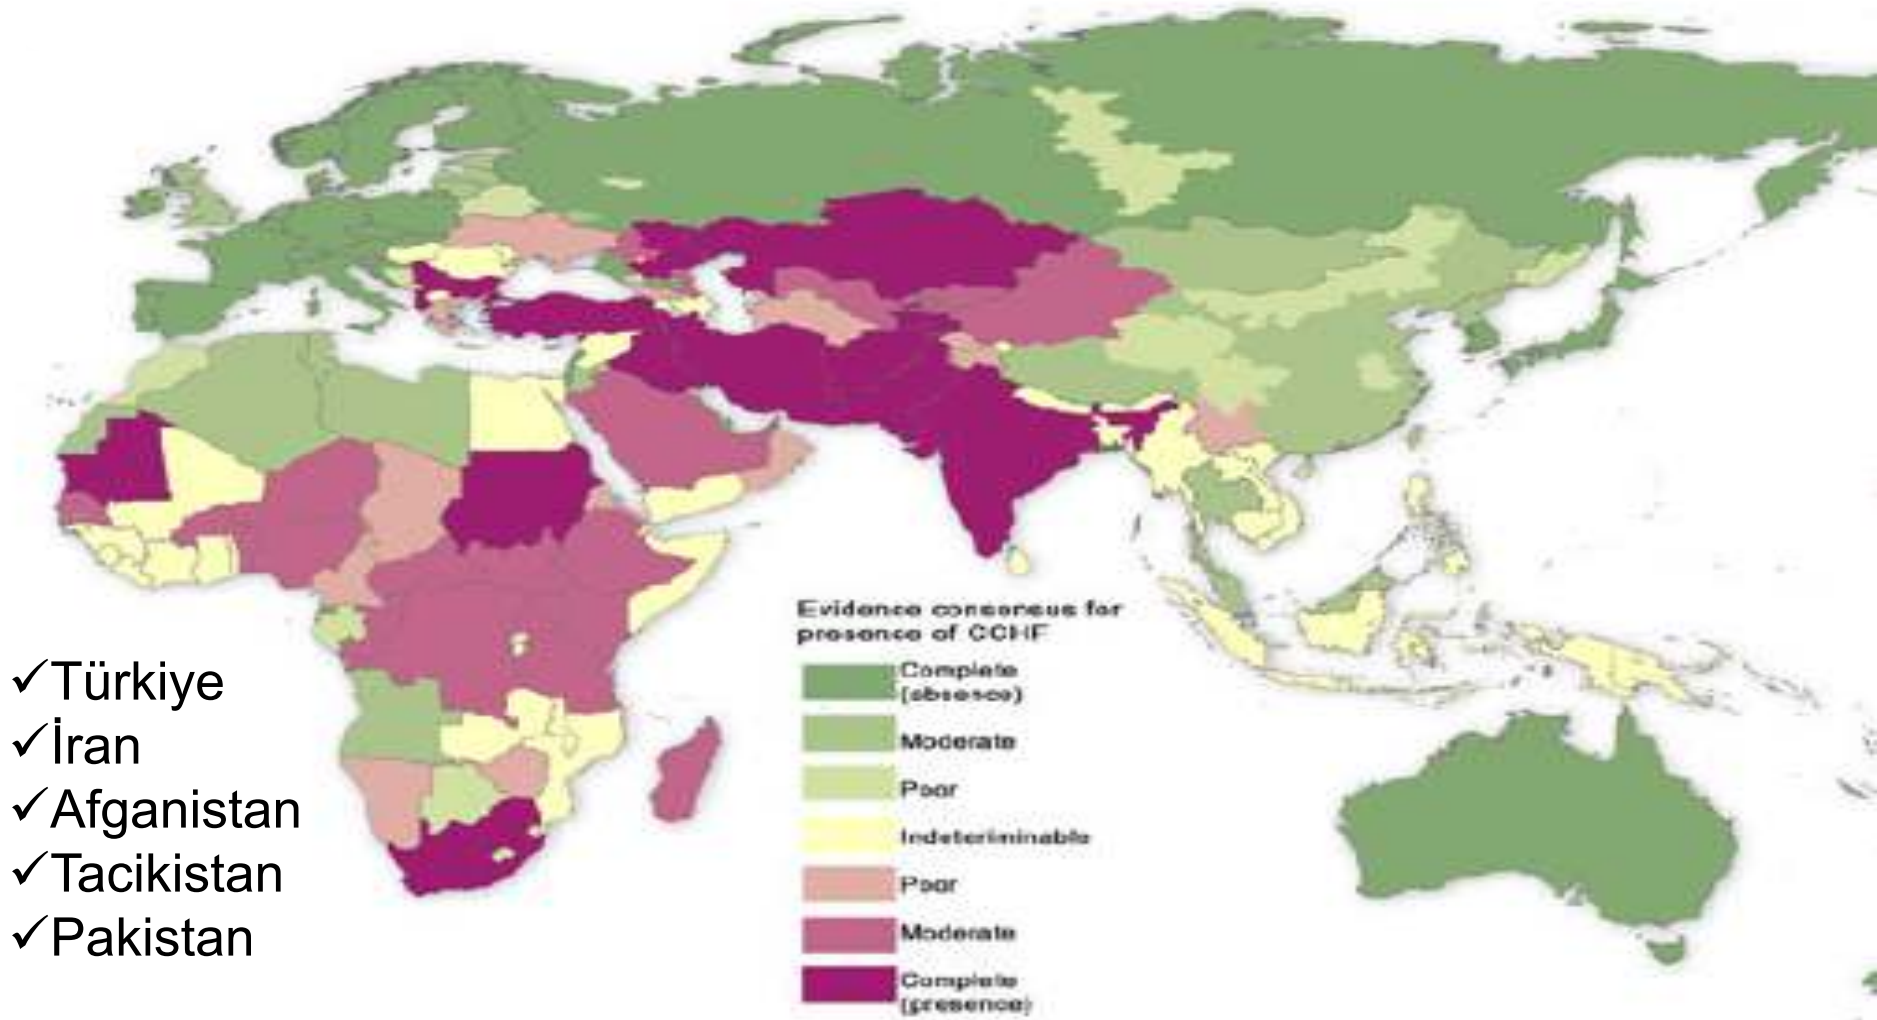 Evidence consensus for
presence of CCHF
Complete
(absence)
Moderate
Poor
Indeteriminable
Poor
Moderate
Complete
(presence)
✓Türkiye
✓İran
✓Afganistan
✓Tacikistan
✓Pakistan